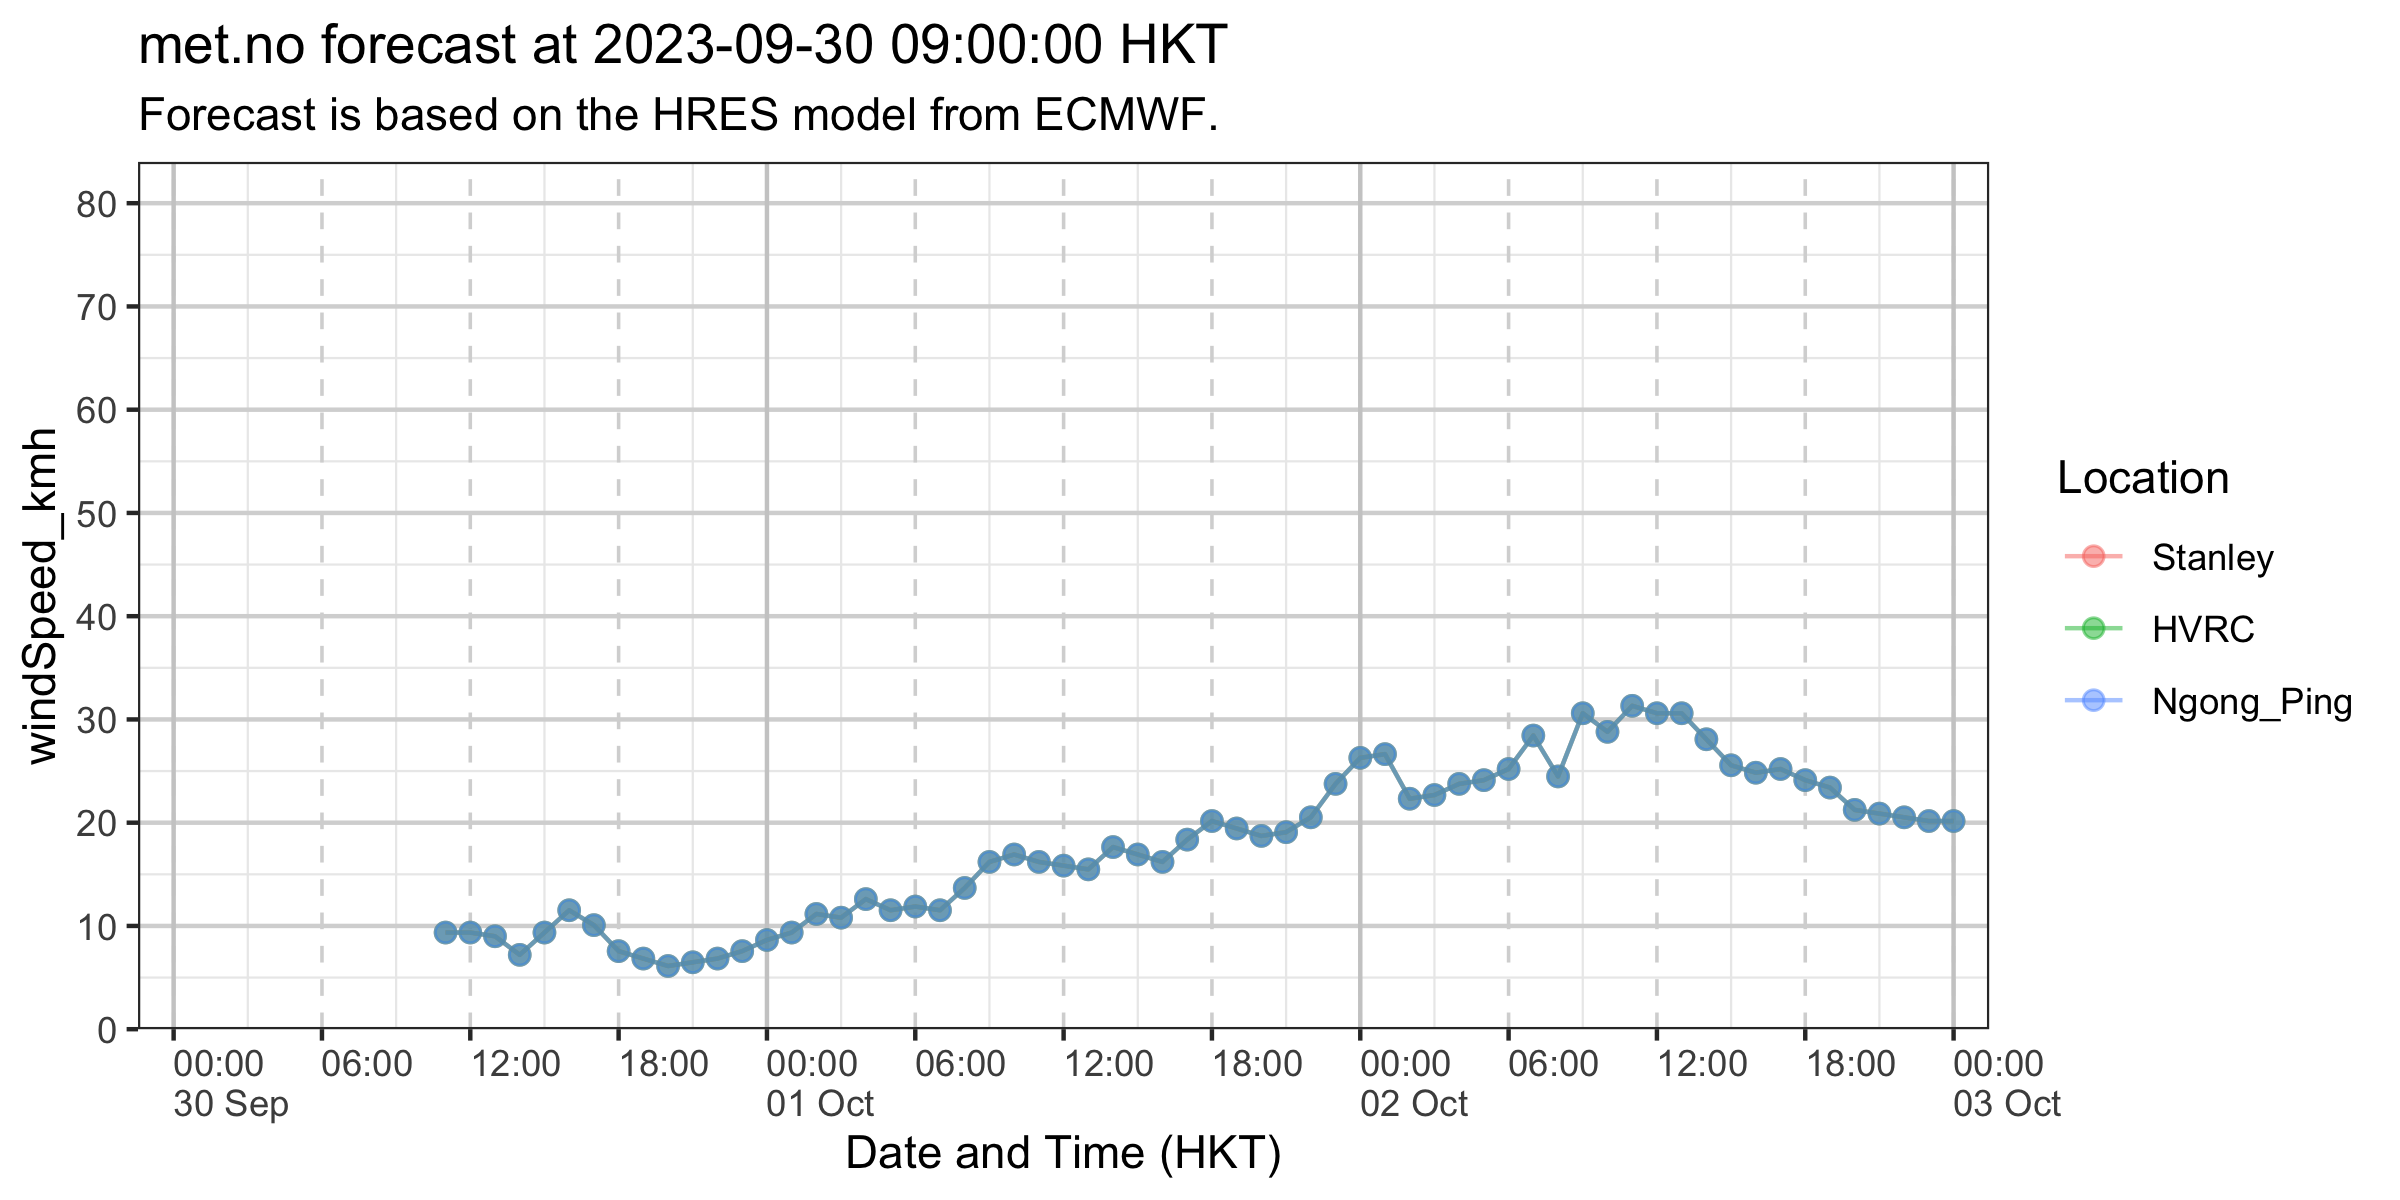 met.no forecast at 2023-09-30 09:00:00 HKT
Forecast is based on the HRES model from ECMWF.
windSpeed_kmh
80
70
60
50
40
30
20
10
0
00:00 06:00 12:00 18:00 00:00 06:00 12:00 18:00 00:00 06:00 12:00 18:00 00:00
30 Sep 01 Oct 02 Oct 03 Oct
Date and Time (HKT)
Location
Stanley
HVRC
Ngong_Ping